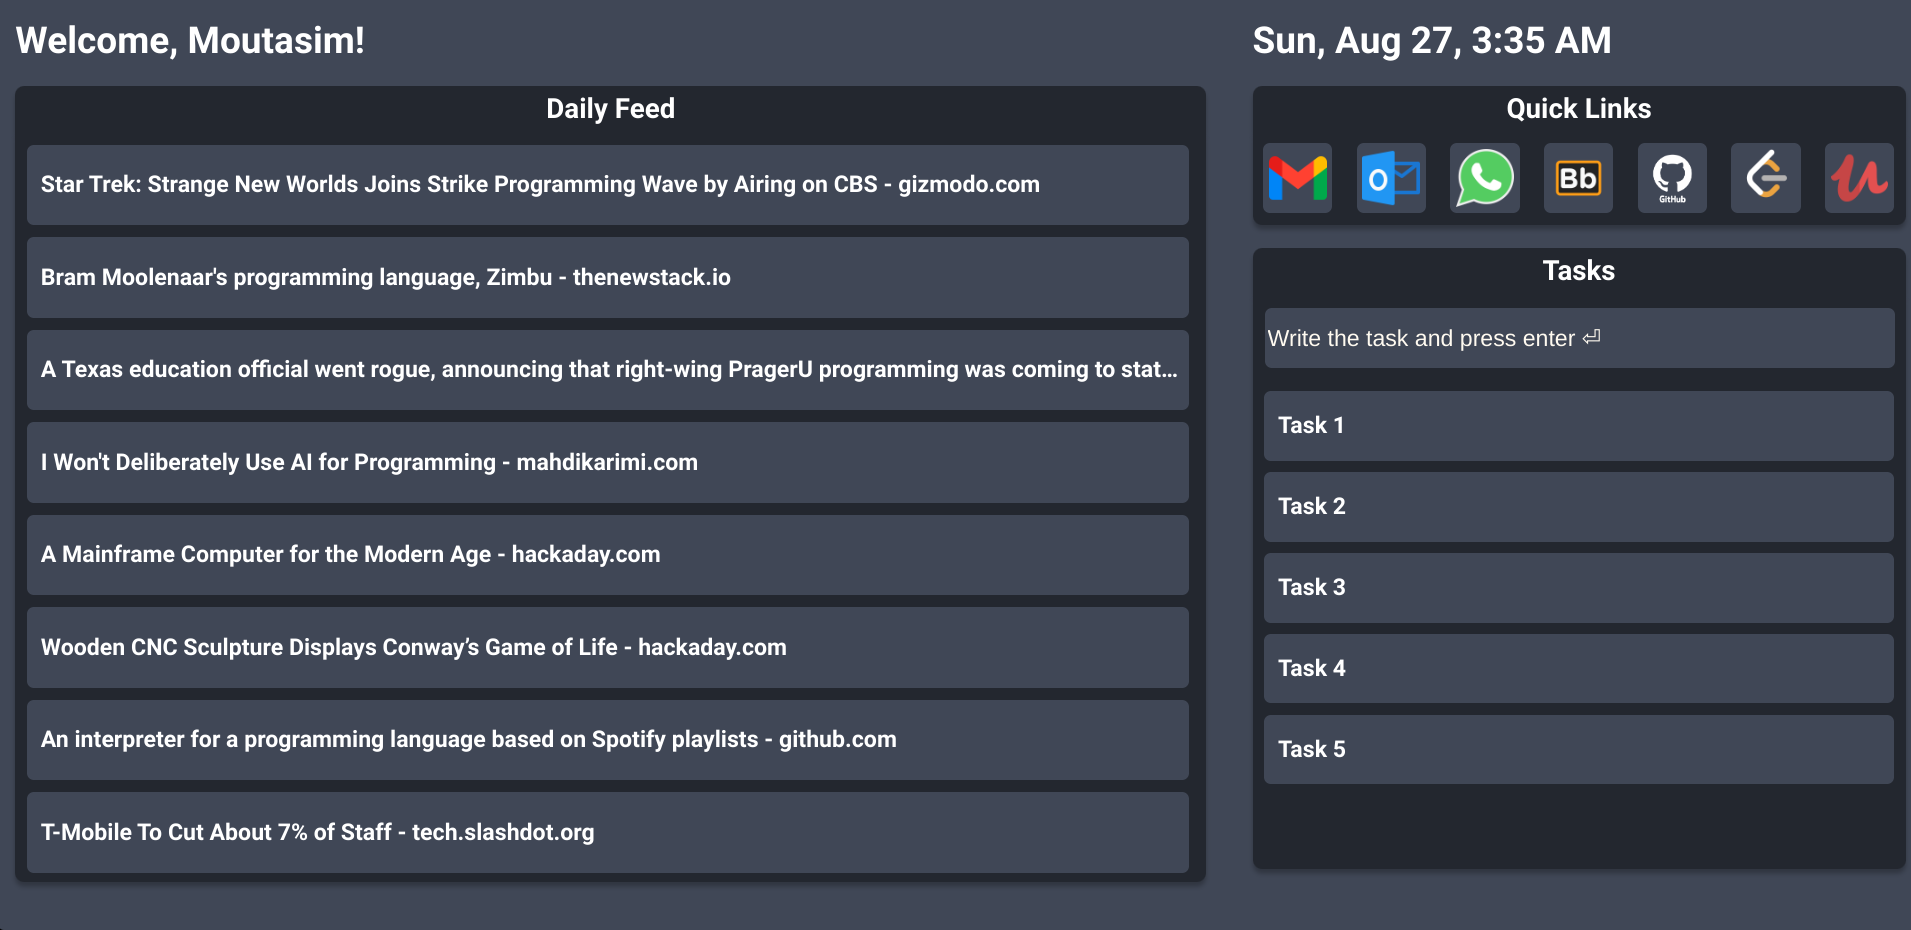 Welcome, Moutasim!
Sun, Aug 27, 3:35 AM
Daily Feed
Star Trek: Strange New Worlds Joins Strike Programming Wave by Airing on CBS - gizmodo.com
Bram Moolenaar's programming language, Zimbu - thenewstack.io
A Texas education official went rogue, announcing that right-wing PragerU programming was coming to stat...
I Won't Deliberately Use AI for Programming - mahdikarimi.com
A Mainframe Computer for the Modern Age - hackaday.com
Wooden CNC Sculpture Displays Conway’s Game of Life - hackaday.com
An interpreter for a programming language based on Spotify playlists - github.com
T-Mobile To Cut About 7% of Staff - tech.slashdot.org
Quick Links
O
Bb
GitHub
Tasks
Write the task and press enter ⏎
Task 1
Task 2
Task 3
Task 4
Task 5